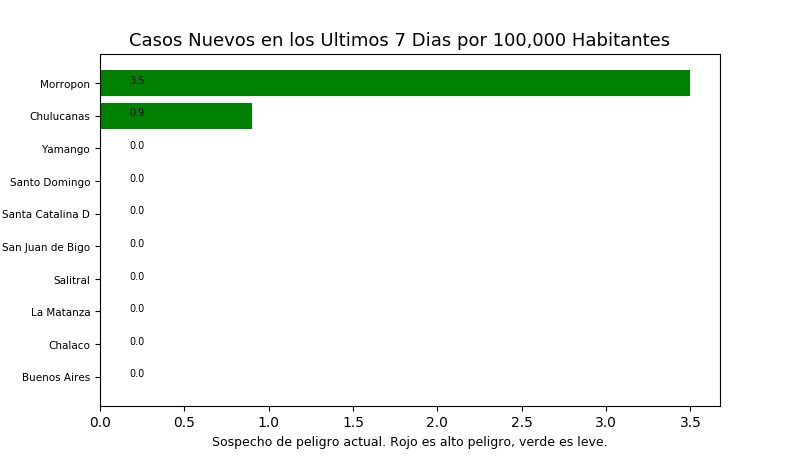 Casos Nuevos en los Ultimos 7 Dias por 100,000 Habitantes
Morropon 3.5
Chulucanas 0.9
Yamango 0.0
Santo Domingo 0.0
Santa Catalina D 0.0
San Juan de Bigo 0.0
Salitral 0.0
La Matanza 0.0
Chalaco 0.0
Buenos Aires 0.0
0.0 0.5 1.0 1.5 2.0 2.5 3.0 3.5
Sospecho de peligro actual. Rojo es alto peligro, verde es leve.